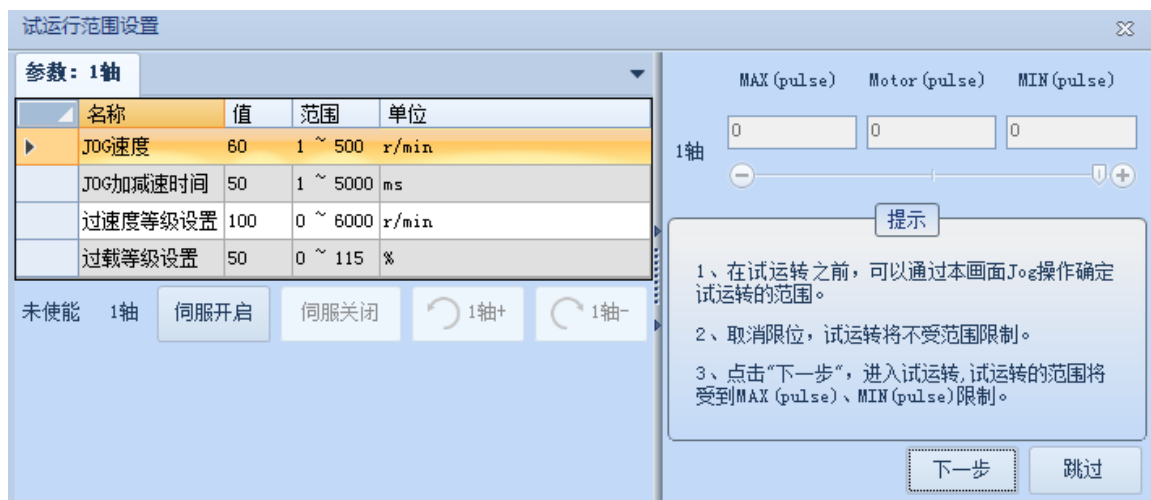 试运行范围设置
参数：1轴
名称 值 范围 单位
JOG速度 60 1 ~ 500 r/min
JOG加减速时间 50 1 ~ 5000 ms
过速度等级设置 100 0 ~ 6000 r/min
过载等级设置 50 0 ~ 115 %
未使能 1轴 伺服开启 伺服关闭 1轴+ 1轴-
MAX(pulse) Motor(pulse) MIN(pulse)
1轴 0 0 0
提示
1、在试运转之前，可以通过本画面Jog操作确定
试运转的范围。
2、取消限位，试运转将不受范围限制。
3、点击“下一步”，进入试运转,试运转的范围将
受到MAX(pulse)、MIN(pulse)限制。
下一步 跳过